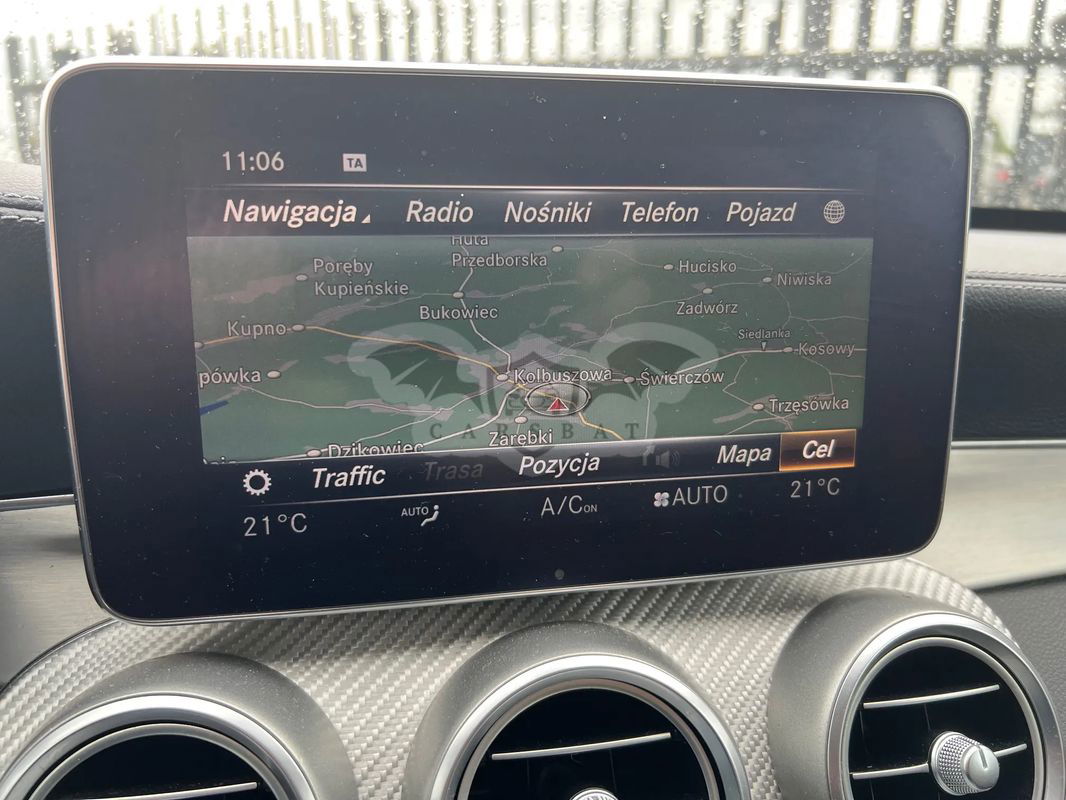 11:06 TA
Nawigacja Radio Nośniki Telefon Pojazd
Huta
Przedborska
Poręby
Kupieńskie
Hucisko
Niwiska
Bukowiec
Zadwórz
Kupno
Siedlanka
Kosowy
pówka
Kolbuszowa
Świerczów
Trzęsówka
CARSBAT
Zarębki
Dzikowiec
Traffic Trasa Pozycja Mapa Cel
21°C AUTO A/C ON AUTO 21°C